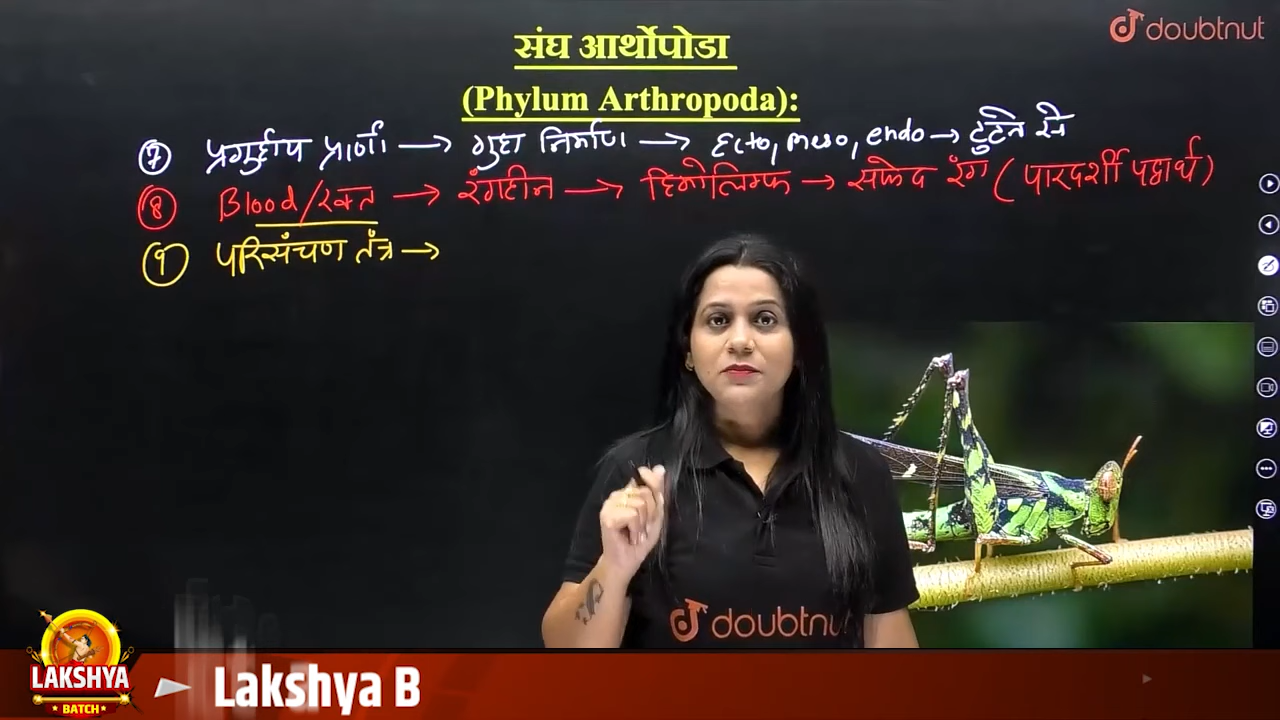 doubtnut
संघ आर्थोपोडा
(Phylum Arthropoda):
7 प्रगुहीय प्राणी → गुहा निर्माण → Ecto, meso, endo → टुटने से
8 Blood/रक्त → रंगहीन → हिमोलिम्फ → सफेद रंग (पारदर्शी पदार्थ)
9 परिसंचण तंत्र →
doubtnut
LAKSHYA
BATCH
Lakshya B